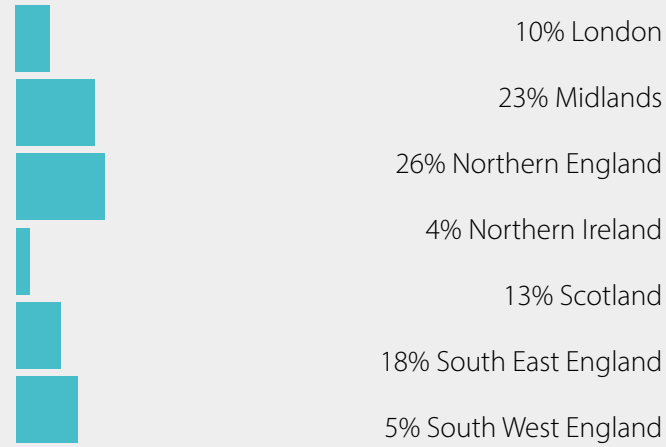 10% London
23% Midlands
26% Northern England
4% Northern Ireland
13% Scotland
18% South East England
5% South West England